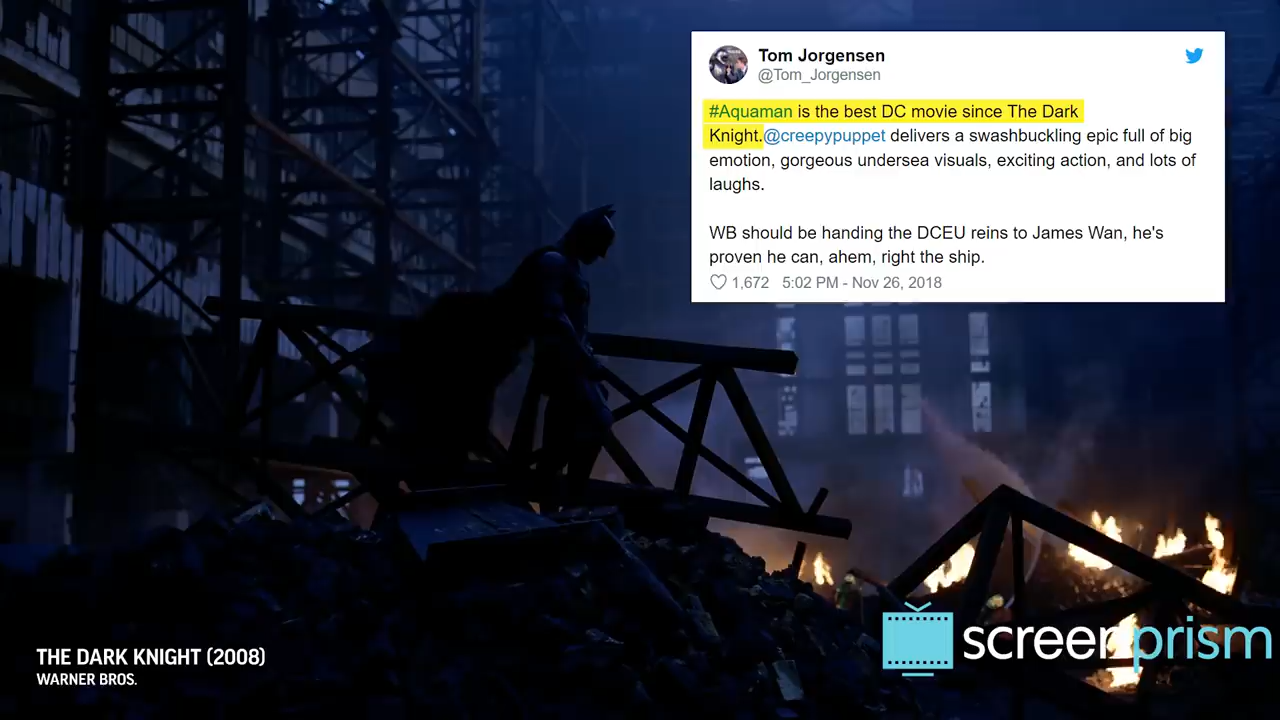 Tom Jorgensen
@Tom_Jorgensen
#Aquaman is the best DC movie since The Dark
Knight.@creepypuppet delivers a swashbuckling epic full of big
emotion, gorgeous undersea visuals, exciting action, and lots of
laughs.
WB should be handing the DCEU reins to James Wan, he's
proven he can, ahem, right the ship.
1,672 5:02 PM - Nov 26, 2018
screenprism
THE DARK KNIGHT (2008)
WARNER BROS.